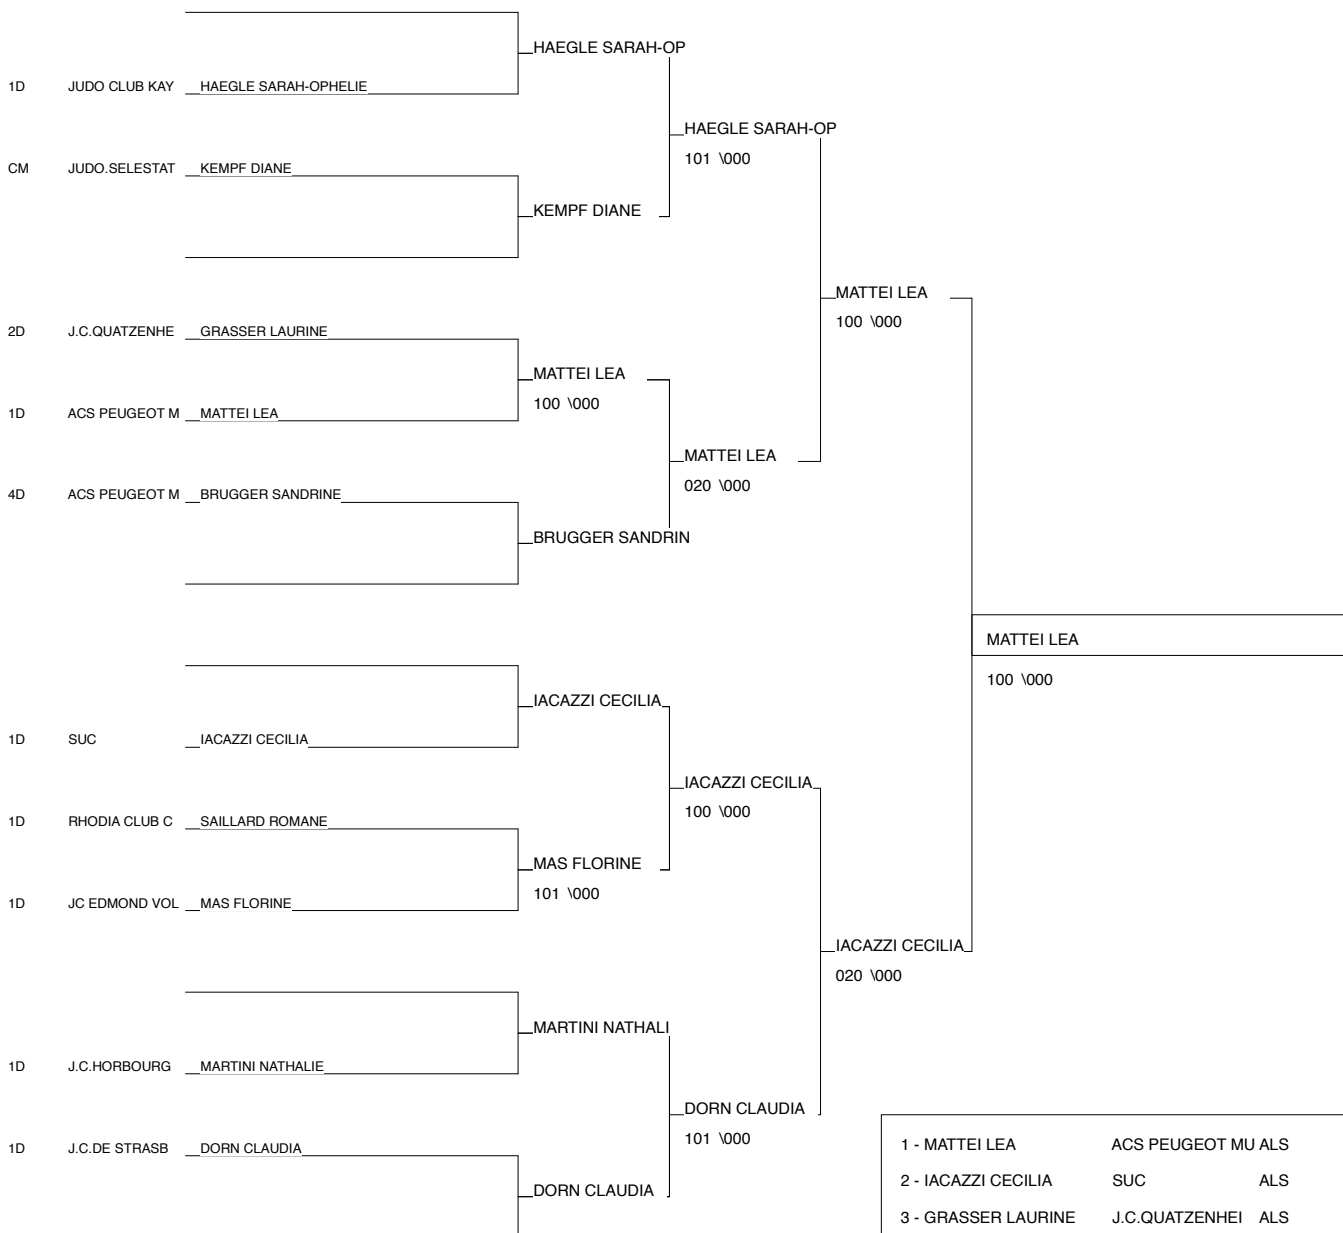 HAEGLE SARAH-OP
1D JUDO CLUB KAY HAEGLE SARAH-OPHELIE
HAEGLE SARAH-OP
101 \000
CM JUDO.SELESTAT KEMPF DIANE
KEMPF DIANE
MATTEI LEA
100 \000
2D J.C.QUATZENHE GRASSER LAURINE
MATTEI LEA
100 \000
1D ACS PEUGEOT M MATTEI LEA
MATTEI LEA
020 \000
4D ACS PEUGEOT M BRUGGER SANDRINE
BRUGGER SANDRIN
MATTEI LEA
100 \000
IACAZZI CECILIA
1D SUC IACAZZI CECILIA
IACAZZI CECILIA
100 \000
1D RHODIA CLUB C SAILLARD ROMANE
MAS FLORINE
101 \000
1D JC EDMOND VOL MAS FLORINE
IACAZZI CECILIA
020 \000
MARTINI NATHALI
1D J.C.HORBOURG MARTINI NATHALIE
DORN CLAUDIA
101 \000
1D J.C.DE STRASB DORN CLAUDIA
DORN CLAUDIA
1 - MATTEI LEA ACS PEUGEOT MU ALS
2 - IACAZZI CECILIA SUC ALS
3 - GRASSER LAURINE J.C.QUATZENHEI ALS